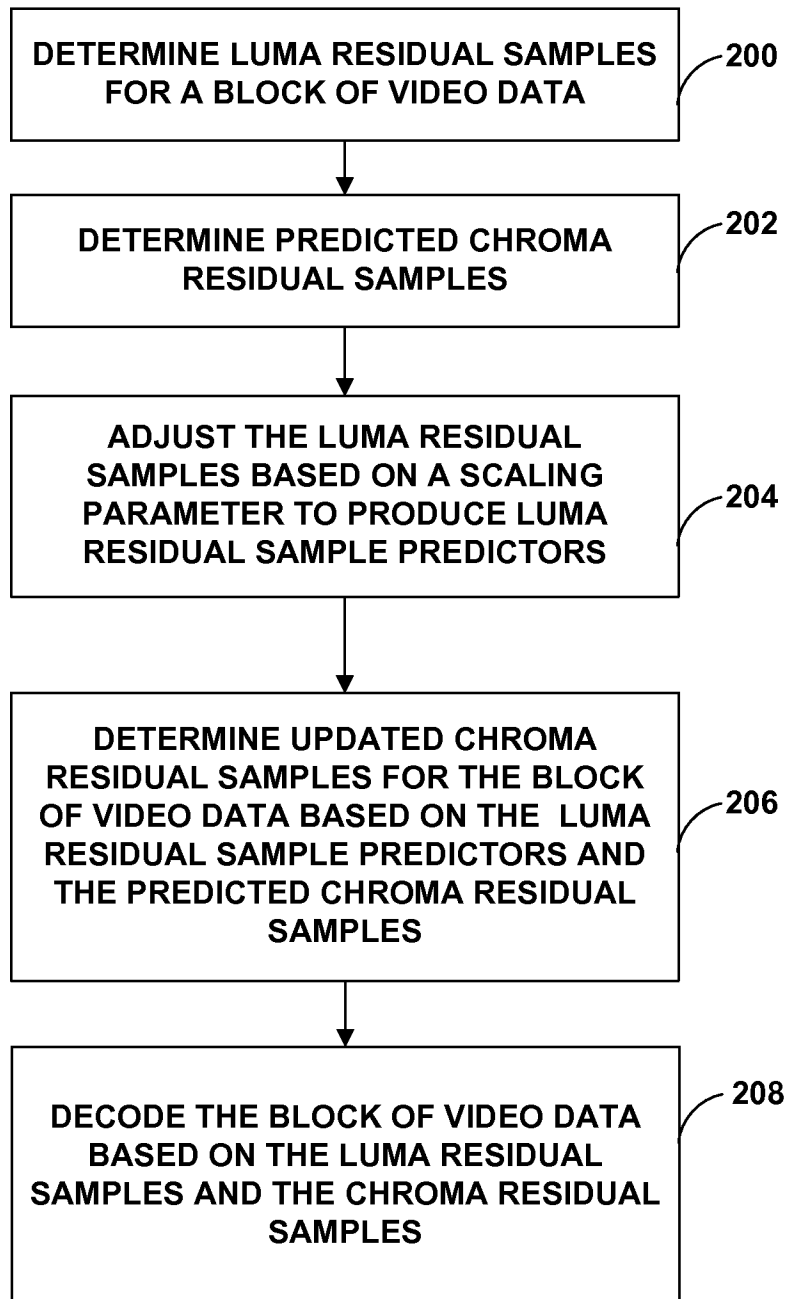 DETERMINE LUMA RESIDUAL SAMPLES
FOR A BLOCK OF VIDEO DATA
200
DETERMINE PREDICTED CHROMA
RESIDUAL SAMPLES
202
ADJUST THE LUMA RESIDUAL
SAMPLES BASED ON A SCALING
PARAMETER TO PRODUCE LUMA
RESIDUAL SAMPLE PREDICTORS
204
DETERMINE UPDATED CHROMA
RESIDUAL SAMPLES FOR THE BLOCK
OF VIDEO DATA BASED ON THE LUMA
RESIDUAL SAMPLE PREDICTORS AND
THE PREDICTED CHROMA RESIDUAL
SAMPLES
206
DECODE THE BLOCK OF VIDEO DATA
BASED ON THE LUMA RESIDUAL
SAMPLES AND THE CHROMA RESIDUAL
SAMPLES
208